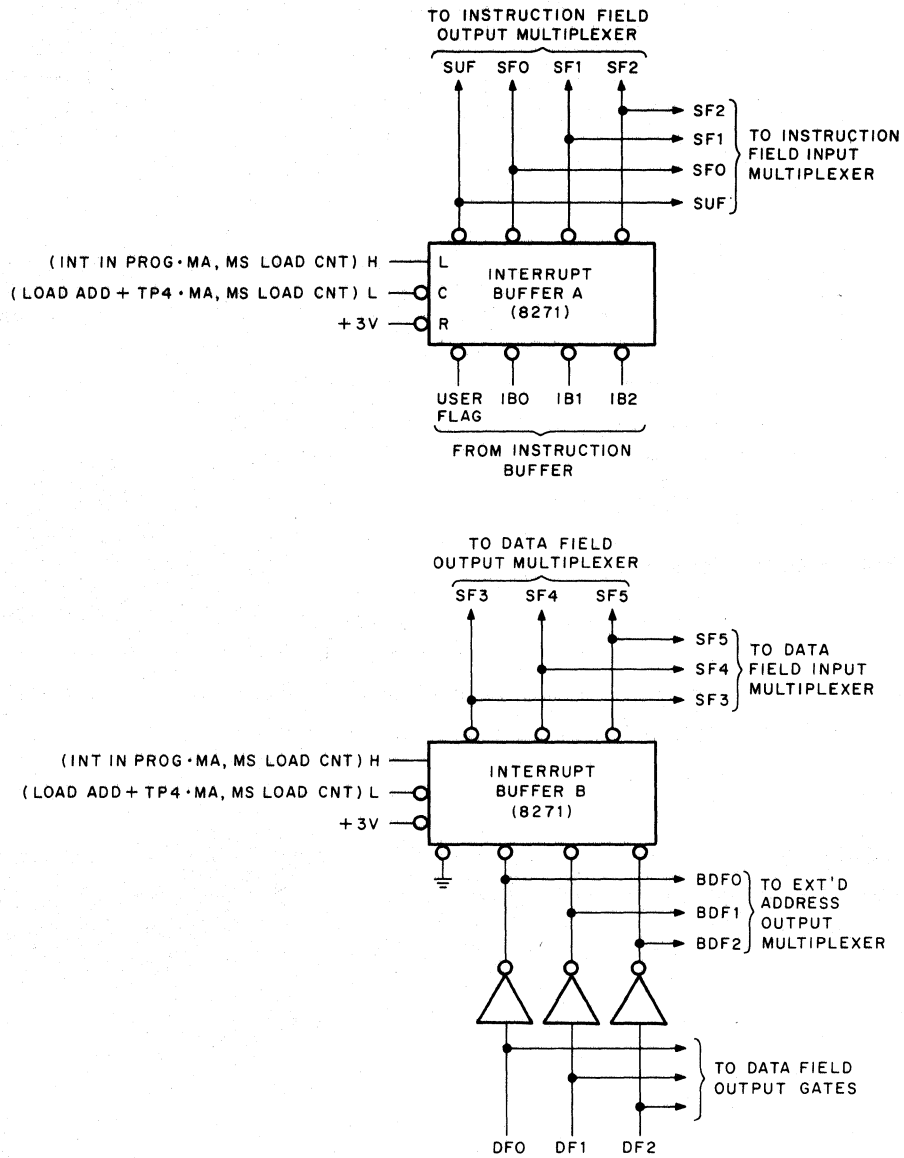 TO INSTRUCTION FIELD
OUTPUT MULTIPLEXER
SUF SF0 SF1 SF2
SF2
SF1
SF0
SUF
TO INSTRUCTION
FIELD INPUT
MULTIPLEXER
(INT IN PROG•MA, MS LOAD CNT) H
L
(LOAD ADD + TP4•MA, MS LOAD CNT) L
C
+3V
R
INTERRUPT
BUFFER A
(8271)
USER
FLAG
IB0 IB1 IB2
FROM INSTRUCTION
BUFFER
TO DATA FIELD
OUTPUT MULTIPLEXER
SF3 SF4 SF5
SF5
SF4
SF3
TO DATA
FIELD INPUT
MULTIPLEXER
(INT IN PROG•MA, MS LOAD CNT) H
(LOAD ADD + TP4•MA, MS LOAD CNT) L
+3V
INTERRUPT
BUFFER B
(8271)
BDF0
BDF1
BDF2
TO EXT'D
ADDRESS
OUTPUT
MULTIPLEXER
TO DATA FIELD
OUTPUT GATES
DF0 DF1 DF2